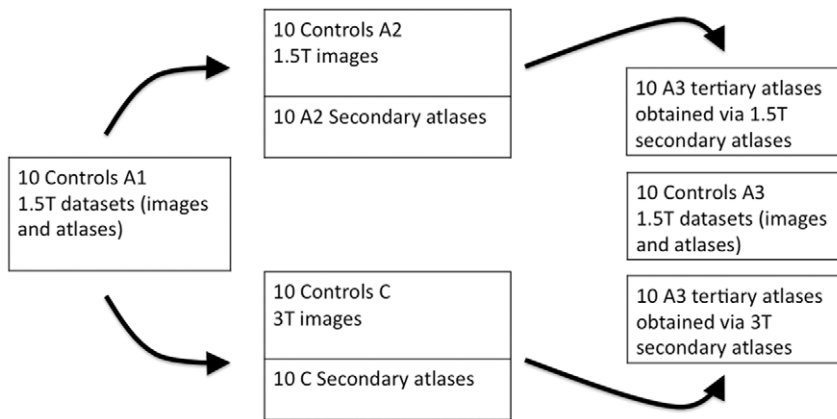 10 Controls A1
1.5T datasets (images
and atlases)
10 Controls A2
1.5T images
10 A2 Secondary atlases
10 Controls C
3T images
10 C Secondary atlases
10 A3 tertiary atlases
obtained via 1.5T
secondary atlases
10 Controls A3
1.5T datasets (images
and atlases)
10 A3 tertiary atlases
obtained via 3T
secondary atlases